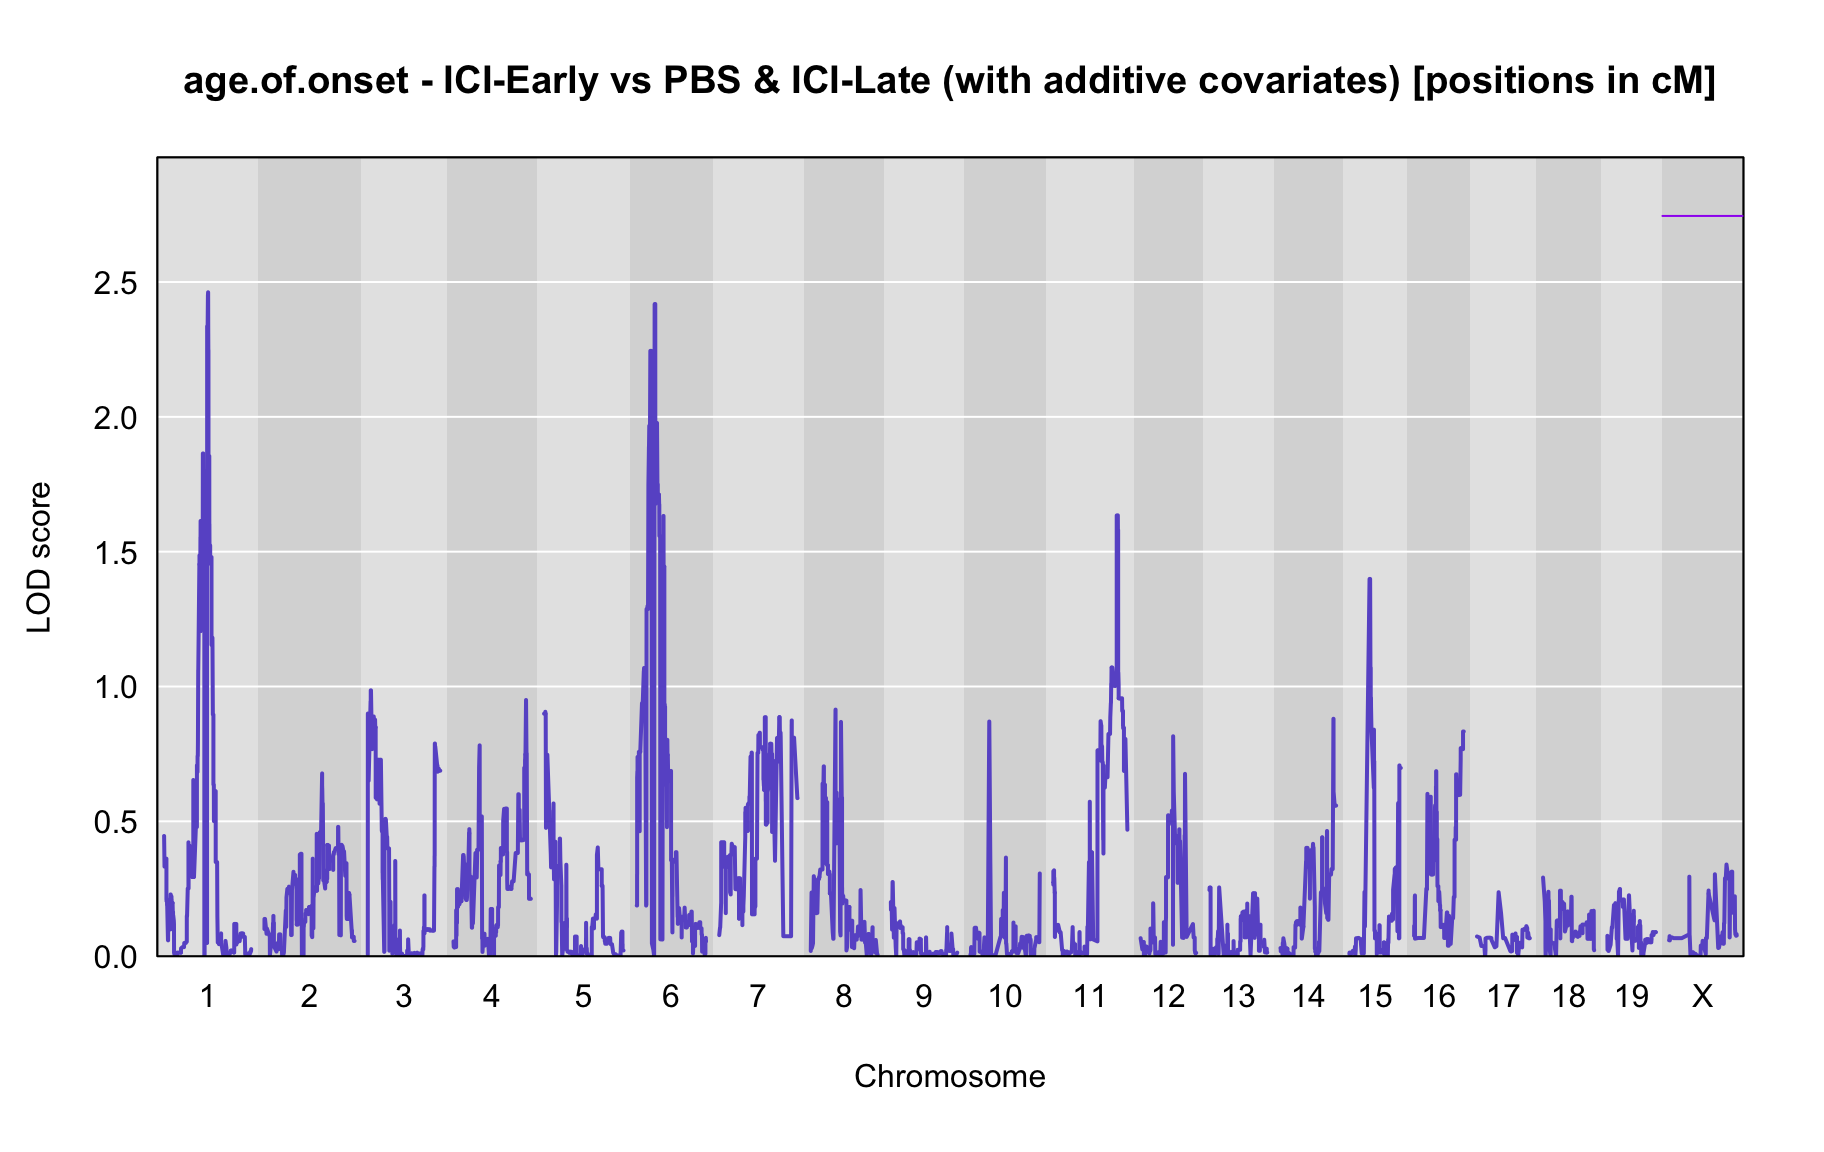 age.of.onset - ICI-Early vs PBS & ICI-Late (with additive covariates) [positions in cM]
LOD score
2.5
2.0
1.5
1.0
0.5
0.0
1 2 3 4 5 6 7 8 9 10 11 12 13 14 15 16 17 18 19 X
Chromosome